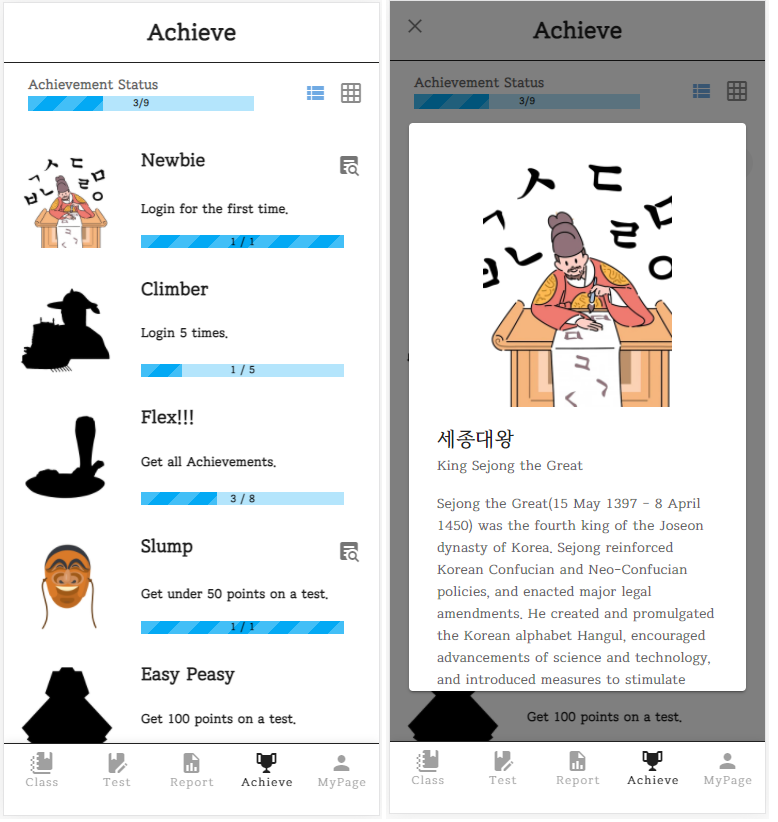 Achieve
Achievement Status
3/9
Newbie
Login for the first time.
1 / 1
Climber
Login 5 times.
1 / 5
Flex!!!
Get all Achievements.
3 / 8
Slump
Get under 50 points on a test.
1 / 1
Easy Peasy
Get 100 points on a test.
Class
Test
Report
Achieve
MyPage
Achieve
Achievement Status
3/9
세종대왕
King Sejong the Great
Sejong the Great(15 May 1397 – 8 April
1450) was the fourth king of the Joseon
dynasty of Korea. Sejong reinforced
Korean Confucian and Neo-Confucian
policies, and enacted major legal
amendments. He created and promulgated
the Korean alphabet Hangul, encouraged
advancements of science and technology,
and introduced measures to stimulate
Get 100 points on a test.
Class
Test
Report
Achieve
MyPage